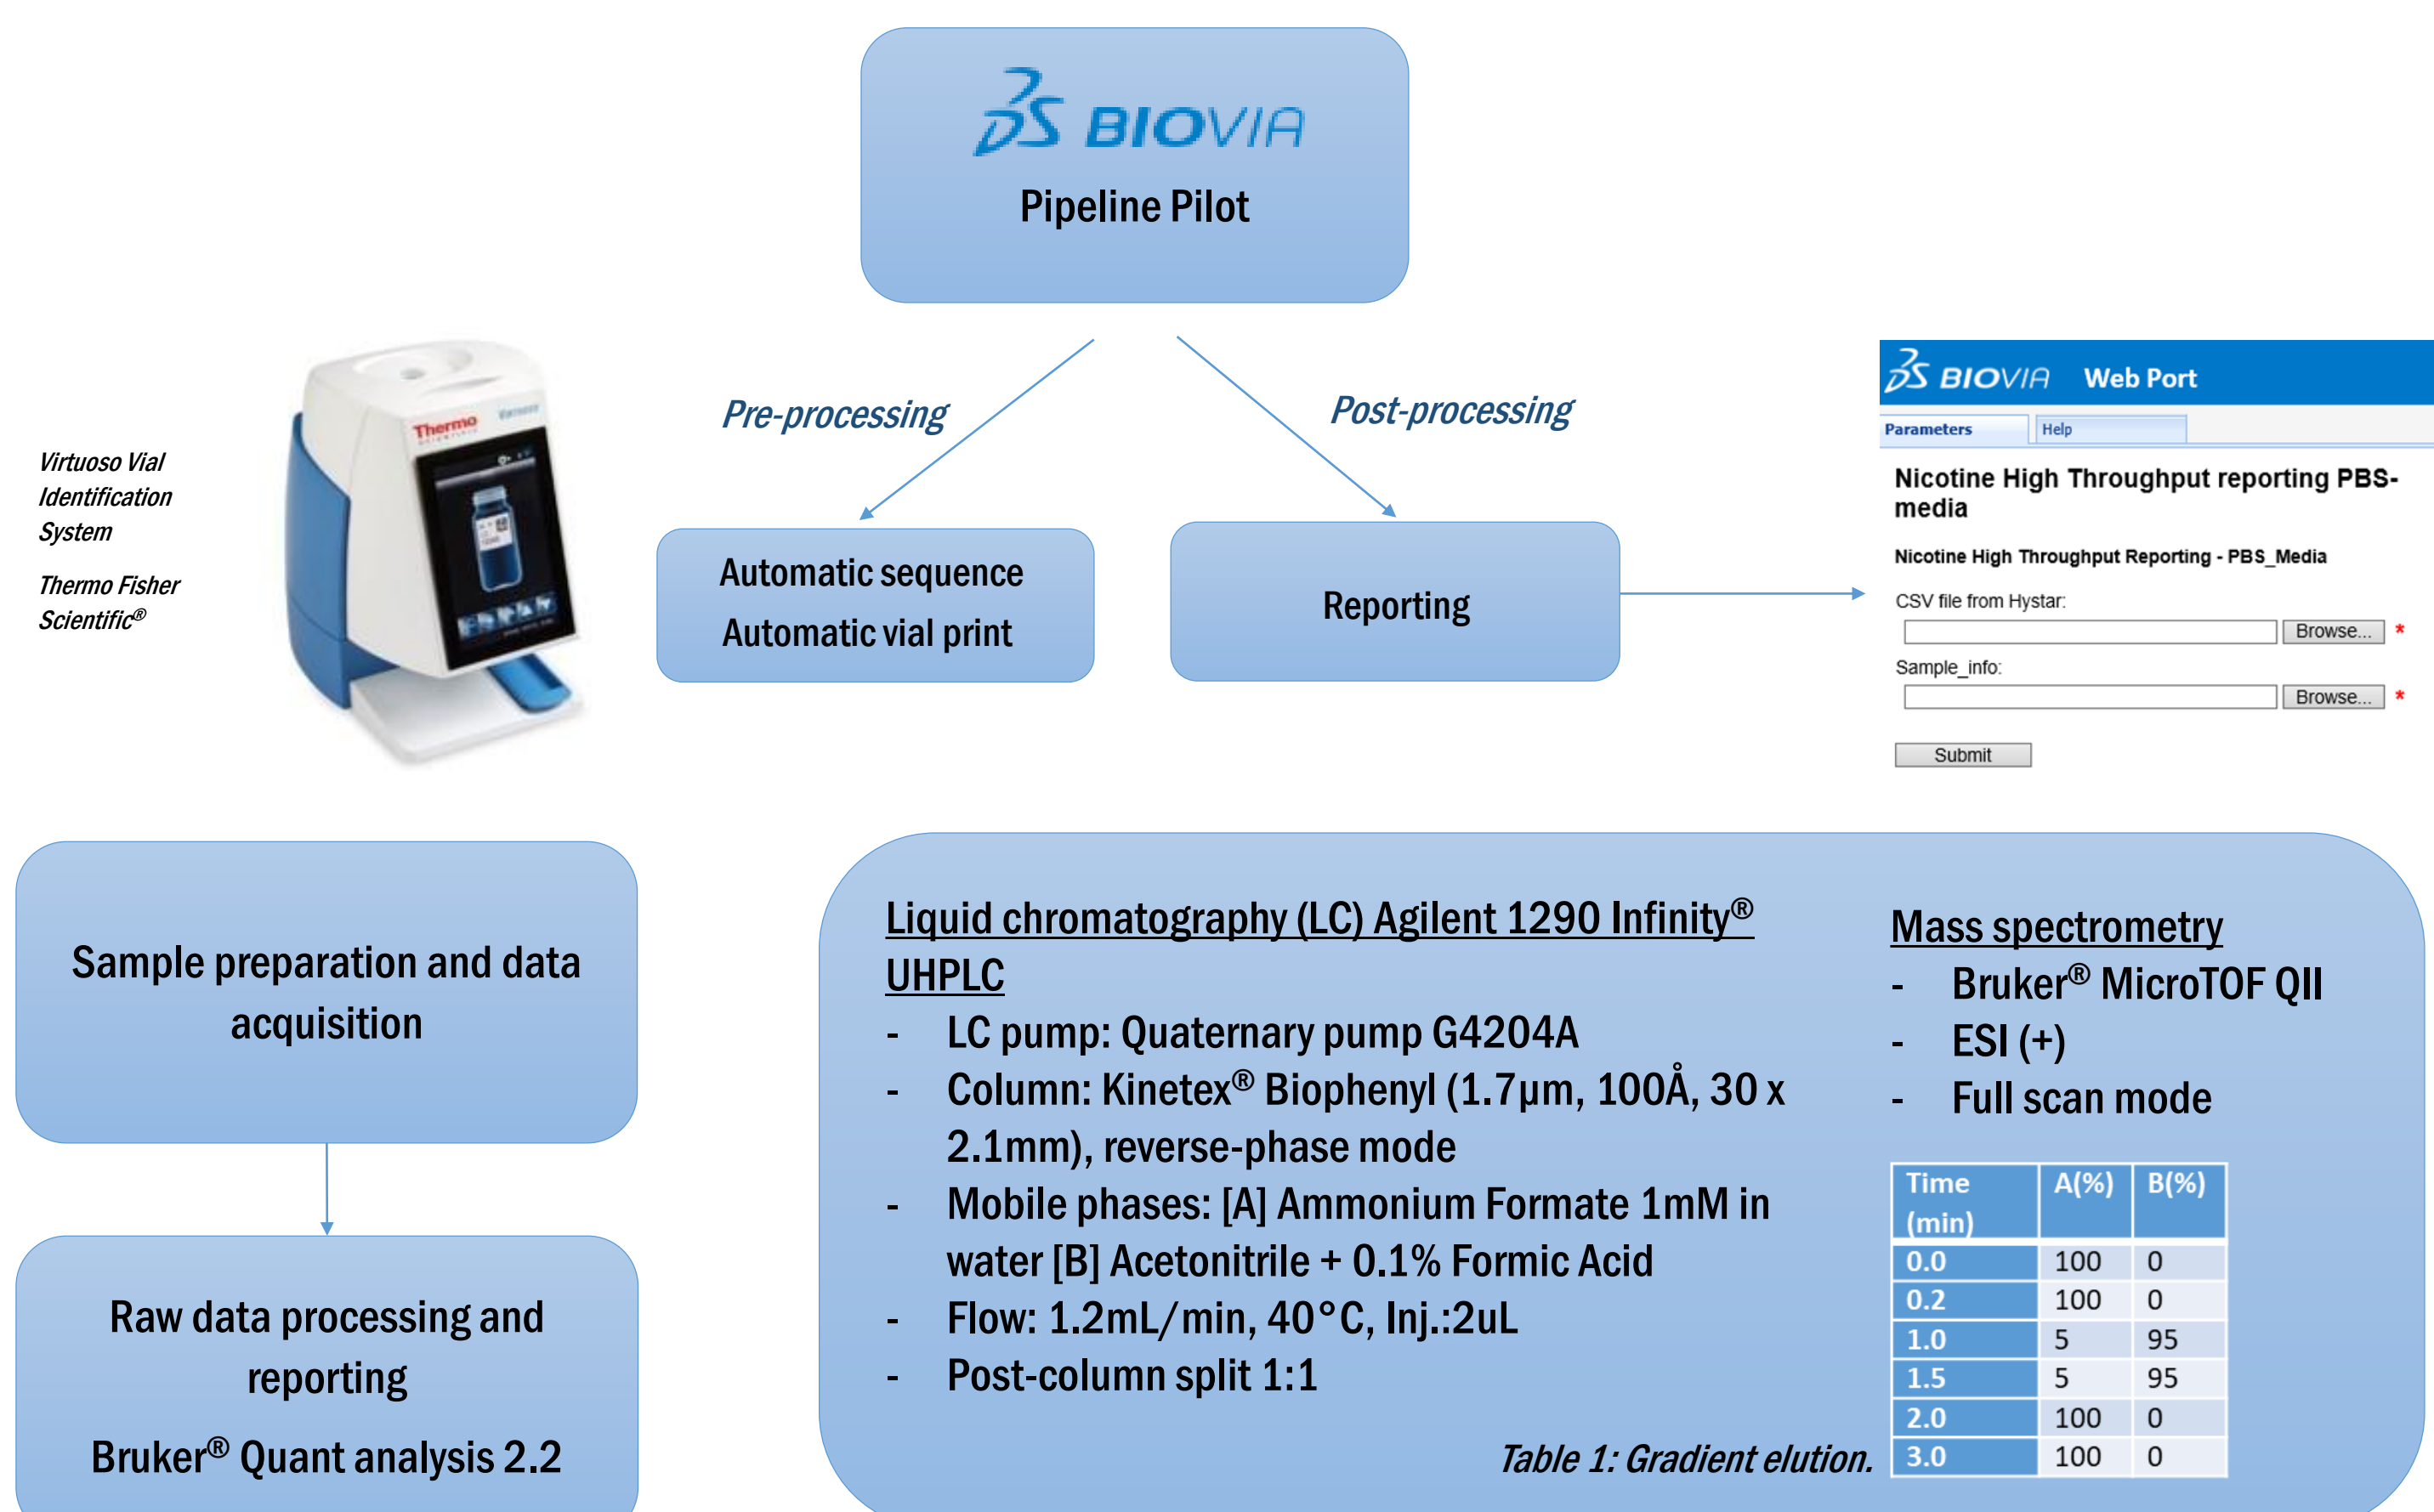 BIOVIA
Pipeline Pilot
Pre-processing
Post-processing
Virtuoso Vial
Identification
System
Thermo Fisher
Scientific®
Thermo
SCIENTIFIC
Virtuoso
Automatic sequence
Automatic vial print
Reporting
BIOVIA Web Port
Parameters Help
Nicotine High Throughput reporting PBS-
media
Nicotine High Throughput Reporting - PBS_Media
CSV file from Hystar:
Browse... *
Sample_info:
Browse... *
Submit
Sample preparation and data
acquisition
Raw data processing and
reporting
Bruker® Quant analysis 2.2
Liquid chromatography (LC) Agilent 1290 Infinity®
UHPLC
- LC pump: Quaternary pump G4204A
- Column: Kinetex® Biophenyl (1.7µm, 100Å, 30 x
2.1mm), reverse-phase mode
- Mobile phases: [A] Ammonium Formate 1mM in
water [B] Acetonitrile + 0.1% Formic Acid
- Flow: 1.2mL/min, 40°C, Inj.:2uL
- Post-column split 1:1
Mass spectrometry
- Bruker® MicroTOF QII
- ESI (+)
- Full scan mode
Time A(%) B(%)
(min)
0.0 100 0
0.2 100 0
1.0 5 95
1.5 5 95
2.0 100 0
3.0 100 0
Table 1: Gradient elution.